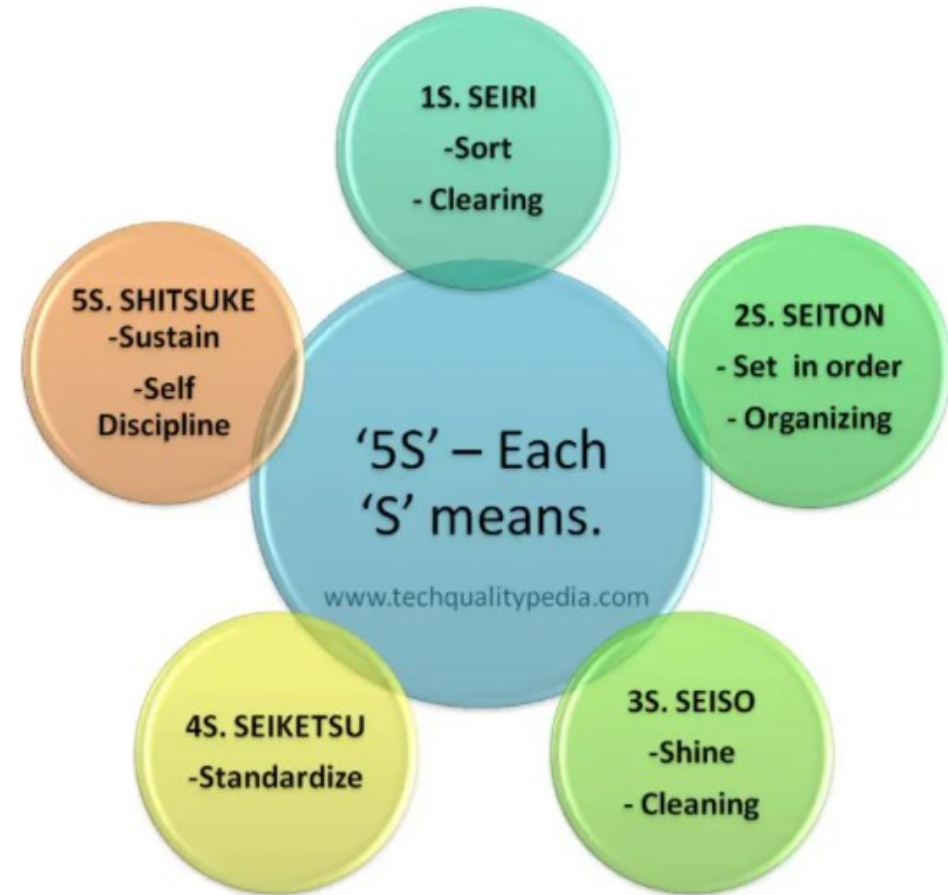 1S. SEIRI
-Sort
- Clearing
5S. SHITSUKE
-Sustain
-Self
Discipline
2S. SEITON
- Set in order
- Organizing
‘5S’ – Each
‘S’ means.
www.techqualitypedia.com
4S. SEIKETSU
-Standardize
3S. SEISO
-Shine
- Cleaning